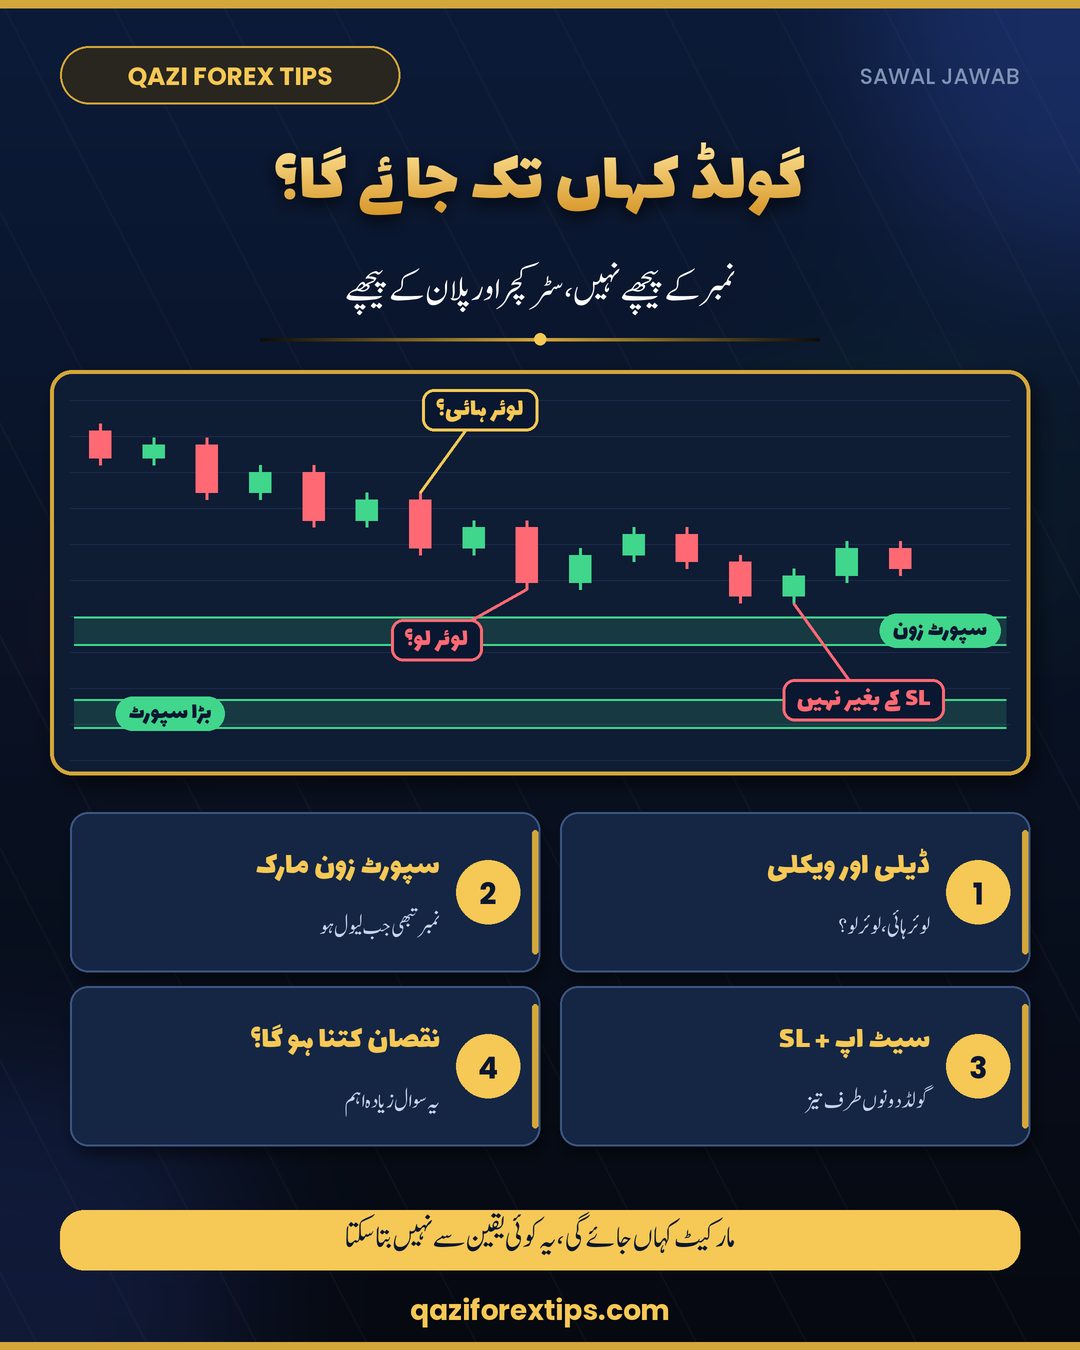 QAZI FOREX TIPS
SAWAL JAWAB
گولڈ کہاں تک جائے گا؟
نمبر کے پیچھے نہیں، سٹرکچر اور پلان کے پیچھے
لوئر ہائی؟
لوئر لو؟
سپورٹ زون
SL کے بغیر نہیں
بڑا سپورٹ
1
ڈیلی اور ویکلی
لوئر ہائی، لوئر لو؟
2
سپورٹ زون مارک
نمبر تبھی جب لیول ہو
3
سیٹ اپ + SL
گولڈ دونوں طرف تیز
4
نقصان کتنا ہو گا؟
یہ سوال زیادہ اہم
مارکیٹ کہاں جائے گی، یہ کوئی یقین سے نہیں بتا سکتا
qaziforextips.com